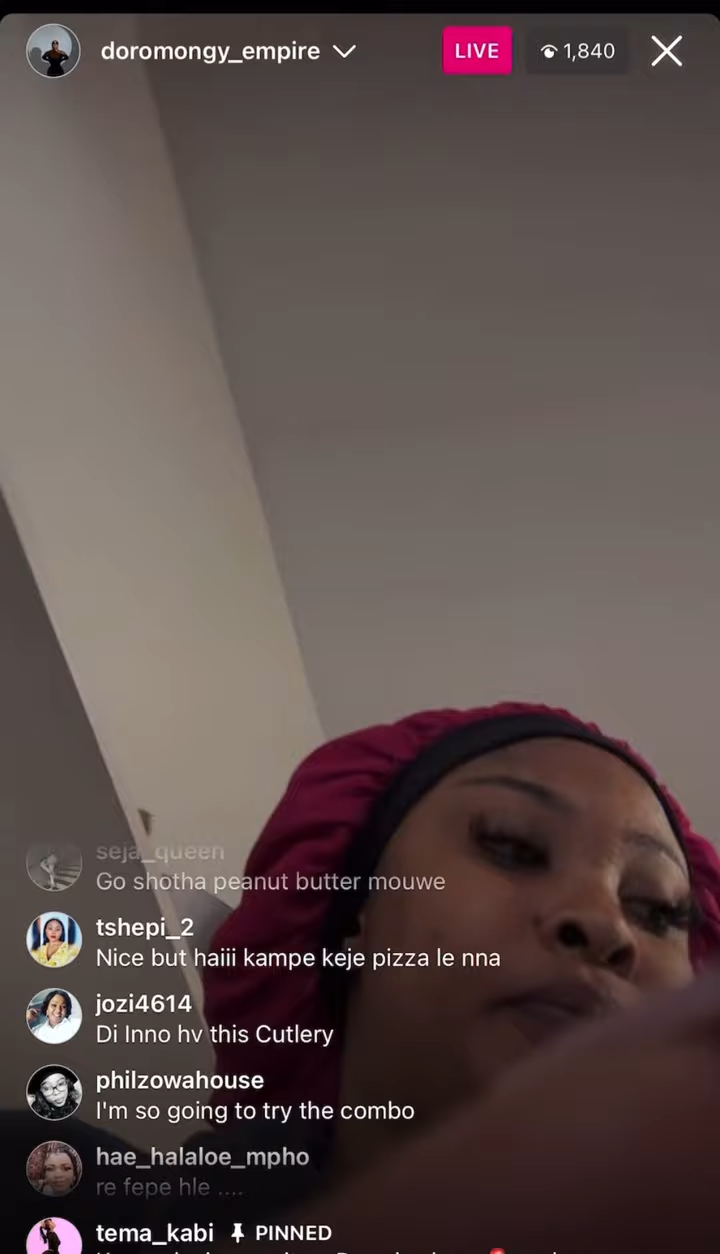 doromongy_empire
LIVE
1,840
seja_queen
Go shotha peanut butter mouwe
tshepi_2
Nice but haiii kampe keje pizza le nna
jozi4614
Di Inno hv this Cutlery
philzowahouse
I'm so going to try the combo
hae_halaloe_mpho
re fepe hle ....
tema_kabi PINNED